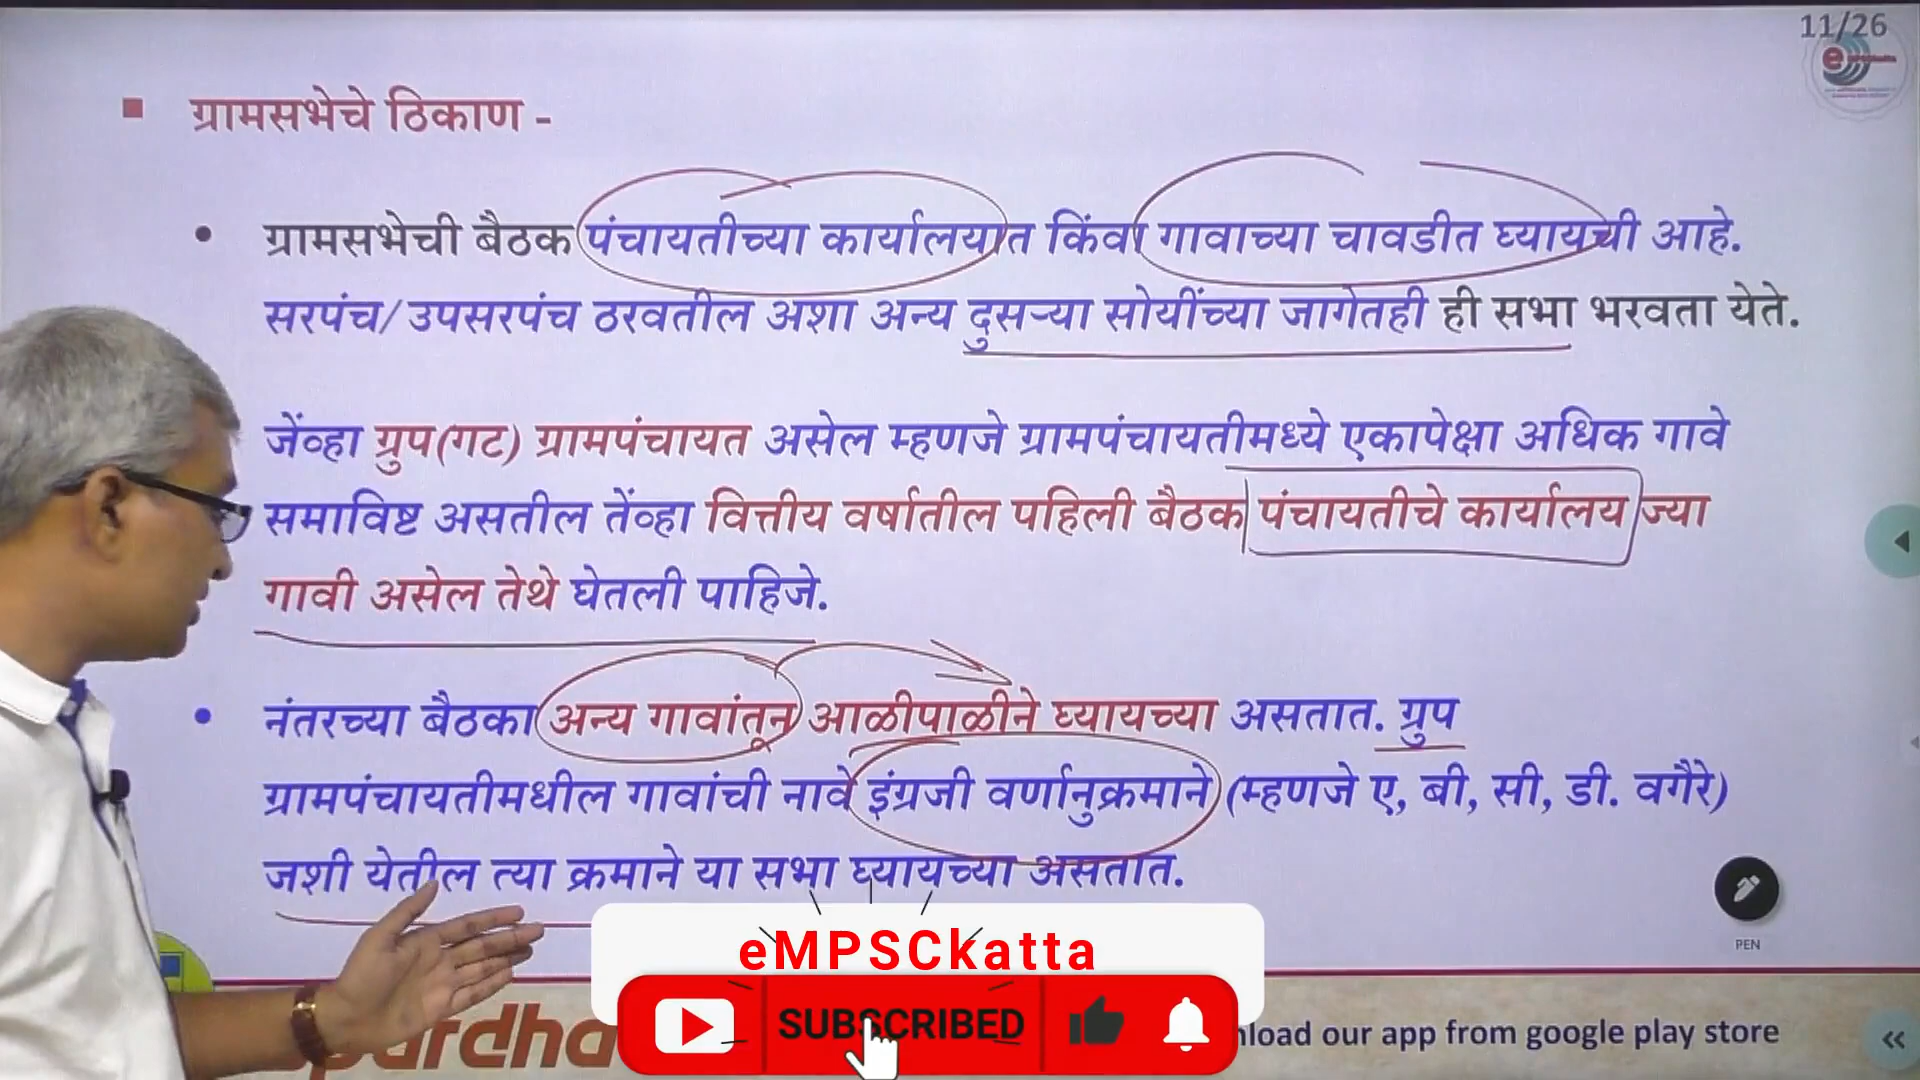 11/26
ग्रामसभेचे ठिकाण -
ग्रामसभेची बैठक पंचायतीच्या कार्यालयात किंवा गावाच्या चावडीत घ्यायची आहे.
सरपंच/ उपसरपंच ठरवतील अशा अन्य दुसऱ्या सोयींच्या जागेतही ही सभा भरवता येते.
जेंव्हा ग्रुप(गट) ग्रामपंचायत असेल म्हणजे ग्रामपंचायतीमध्ये एकापेक्षा अधिक गावे
समाविष्ट असतील तेंव्हा वित्तीय वर्षातील पहिली बैठक पंचायतीचे कार्यालय ज्या
गावी असेल तेथे घेतली पाहिजे.
नंतरच्या बैठका अन्य गावांतून आळीपाळीने घ्यायच्या असतात. ग्रुप
ग्रामपंचायतीमधील गावांची नावे इंग्रजी वर्णानुक्रमाने (म्हणजे ए, बी, सी, डी. वगैरे)
जशी येतील त्या क्रमाने या सभा घ्यायच्या असतात.
PEN
eMPSCkatta
SUBSCRIBED
ardha
nload our app from google play store